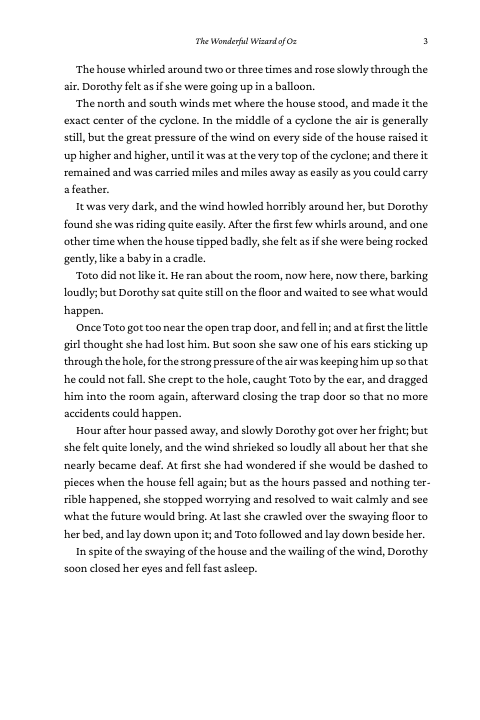 The Wonderful Wizard of Oz 3
The house whirled around two or three times and rose slowly through the
air. Dorothy felt as if she were going up in a balloon.
The north and south winds met where the house stood, and made it the
exact center of the cyclone. In the middle of a cyclone the air is generally
still, but the great pressure of the wind on every side of the house raised it
up higher and higher, until it was at the very top of the cyclone; and there it
remained and was carried miles and miles away as easily as you could carry
a feather.
It was very dark, and the wind howled horribly around her, but Dorothy
found she was riding quite easily. After the first few whirls around, and one
other time when the house tipped badly, she felt as if she were being rocked
gently, like a baby in a cradle.
Toto did not like it. He ran about the room, now here, now there, barking
loudly; but Dorothy sat quite still on the floor and waited to see what would
happen.
Once Toto got too near the open trap door, and fell in; and at first the little
girl thought she had lost him. But soon she saw one of his ears sticking up
through the hole, for the strong pressure of the air was keeping him up so that
he could not fall. She crept to the hole, caught Toto by the ear, and dragged
him into the room again, afterward closing the trap door so that no more
accidents could happen.
Hour after hour passed away, and slowly Dorothy got over her fright; but
she felt quite lonely, and the wind shrieked so loudly all about her that she
nearly became deaf. At first she had wondered if she would be dashed to
pieces when the house fell again; but as the hours passed and nothing ter-
rible happened, she stopped worrying and resolved to wait calmly and see
what the future would bring. At last she crawled over the swaying floor to
her bed, and lay down upon it; and Toto followed and lay down beside her.
In spite of the swaying of the house and the wailing of the wind, Dorothy
soon closed her eyes and fell fast asleep.